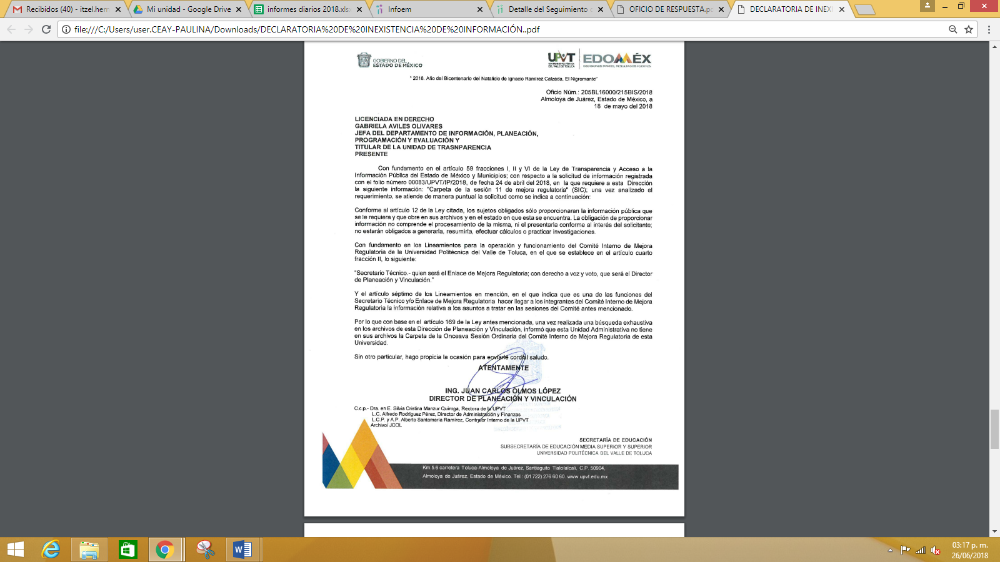 Recibidos (40) - itzel.hern
Mi unidad - Google Drive
informes diarios 2018.xlsx
Infoem
Detalle del Seguimiento d
OFICIO DE RESPUESTA.pd
DECLARATORIA DE INEXI
file:///C:/Users/user.CEAY-PAULINA/Downloads/DECLARATORIA%20DE%20INEXISTENCIA%20DE%20INFORMACIÓN..pdf
GOBIERNO DEL
ESTADO DE MÉXICO
UPVT
UNIVERSIDAD POLITÉCNICA
DEL VALLE DE TOLUCA
EDOMÉX
DECISIONES FIRMES, RESULTADOS FUERTES.
" 2018. Año del Bicentenario del Natalicio de Ignacio Ramírez Calzada, El Nigromante"
Oficio Núm.: 205BL16000/215BIS/2018
Almoloya de Juárez, Estado de México, a
18 de mayo del 2018
LICENCIADA EN DERECHO
GABRIELA AVILES OLIVARES
JEFA DEL DEPARTAMENTO DE INFORMACIÓN, PLANEACIÓN,
PROGRAMACIÓN Y EVALUACIÓN Y
TITULAR DE LA UNIDAD DE TRASNPARENCIA
PRESENTE
Con fundamento en el artículo 59 fracciones I, II y VI de la Ley de Transparencia y Acceso a la
Información Pública del Estado de México y Municipios; con respecto a la solicitud de información registrada
con el folio número 00083/UPVT/IP/2018, de fecha 24 de abril del 2018, en la que requiere a esta Dirección
la siguiente información: "Carpeta de la sesión 11 de mejora regulatoria" (SIC); una vez analizado el
requerimiento, se atiende de manera puntual la solicitud como se indica a continuación:
Conforme al artículo 12 de la Ley citada, los sujetos obligados sólo proporcionaran la información pública que
se le requiera y que obre en sus archivos y en el estado en que esta se encuentra. La obligación de proporcionar
información no comprende el procesamiento de la misma, ni el presentarla conforme al interés del solicitante;
no estarán obligados a generarla, resumirla, efectuar cálculos o practicar investigaciones.
Con fundamento en los Lineamientos para la operación y funcionamiento del Comité Interno de Mejora
Regulatoria de la Universidad Politécnica del Valle de Toluca, en el que se establece en el artículo cuarto
fracción II, lo siguiente:
"Secretario Técnico.- quien será el Enlace de Mejora Regulatoria; con derecho a voz y voto, que será el Director
de Planeación y Vinculación."
Y el artículo séptimo de los Lineamientos en mención, en el que indica que es una de las funciones del
Secretario Técnico y/o Enlace de Mejora Regulatoria hacer llegar a los integrantes del Comité Interno de Mejora
Regulatoria la información relativa a los asuntos a tratar en las sesiones del Comité antes mencionado.
Por lo que con base en el artículo 169 de la Ley antes mencionada, una vez realizada una búsqueda exhaustiva
en los archivos de esta Dirección de Planeación y Vinculación, informó que esta Unidad Administrativa no tiene
en sus archivos la Carpeta de la Onceava Sesión Ordinaria del Comité Interno de Mejora Regulatoria de esta
Universidad.
Sin otro particular, hago propicia la ocasión para enviarle cordial saludo.
ATENTAMENTE
ING. JUAN CARLOS OLMOS LÓPEZ
DIRECTOR DE PLANEACIÓN Y VINCULACIÓN
C.c.p.- Dra. en E. Silvia Cristina Manzur Quiroga, Rectora de la UPVT
L.C. Alfredo Rodríguez Pérez, Director de Administración y Finanzas
L.C.P. y A.P. Alberto Santamaría Ramírez, Contralor Interno de la UPVT
Archivo/ JCOL
SECRETARÍA DE EDUCACIÓN
SUBSECRETARÍA DE EDUCACIÓN MEDIA SUPERIOR Y SUPERIOR
UNIVERSIDAD POLITÉCNICA DEL VALLE DE TOLUCA
Km 5.6 carretera Toluca-Almoloya de Juárez, Santiaguito Tlalcilalcali, C.P. 50904,
Almoloya de Juárez, Estado de México. Tel.: (01 722) 276 60 60. www.upvt.edu.mx
03:17 p. m.
26/06/2018